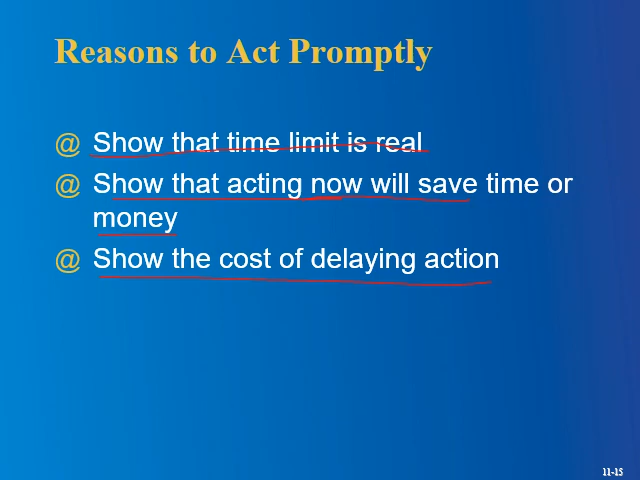 Reasons to Act Promptly
@ Show that time limit is real
@ Show that acting now will save time or
money
@ Show the cost of delaying action
11-15